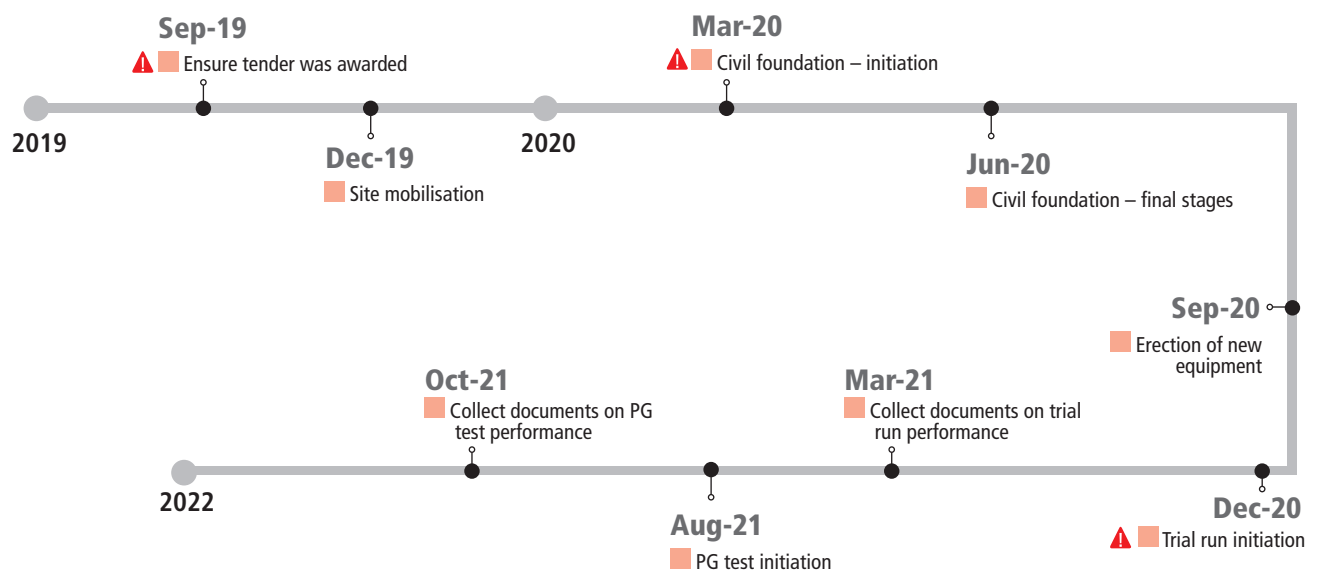 Sep-19
Ensure tender was awarded
Mar-20
Civil foundation – initiation
2019
2020
Dec-19
Site mobilisation
Jun-20
Civil foundation – final stages
Sep-20
Erection of new
equipment
Oct-21
Collect documents on PG
test performance
Mar-21
Collect documents on trial
run performance
2022
Aug-21
PG test initiation
Dec-20
Trial run initiation